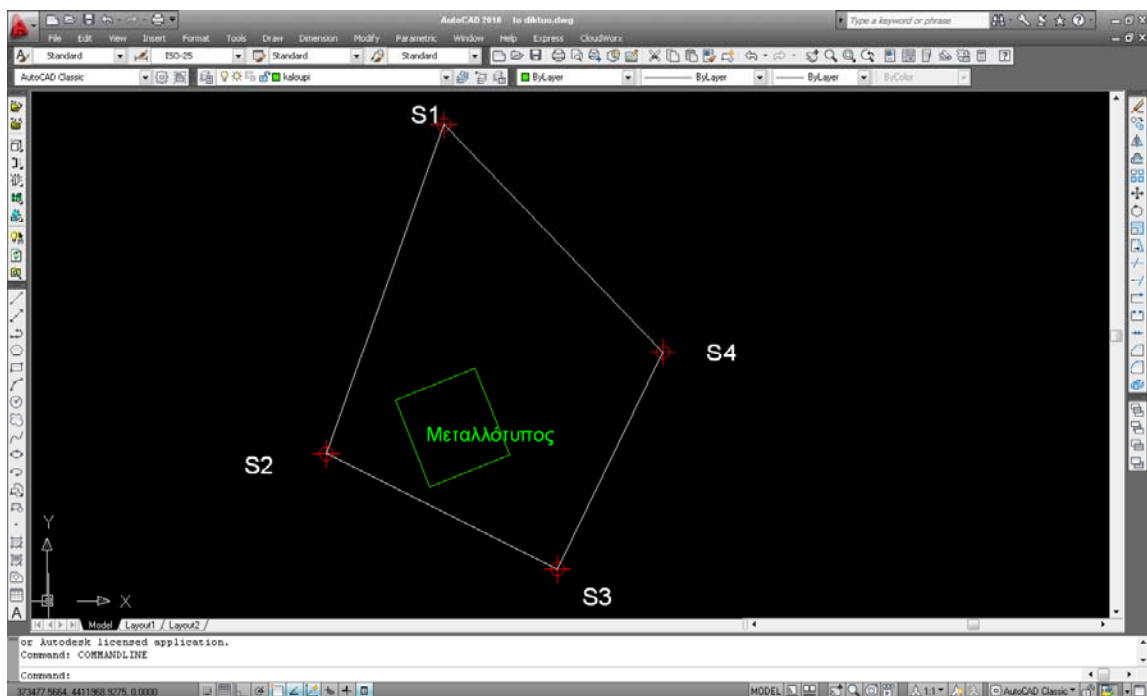 AutoCAD 2010 to diktuo.dwg
Type a keyword or phrase
File Edit View Insert Format Tools Draw Dimension Modify Parametric Window Help Express CloudWorx
Standard ISO-25 Standard Standard
AutoCAD Classic kaloupi ByLayer ByLayer ByLayer ByColor
S1
S4
Μεταλλότυπος
S2
Y
S3
X
Model Layout1 Layout2
or Autodesk licensed application.
Command: COMMANDLINE
Command:
373477.5664, 4411968.9275, 0.0000 MODEL 1:1 AutoCAD Classic